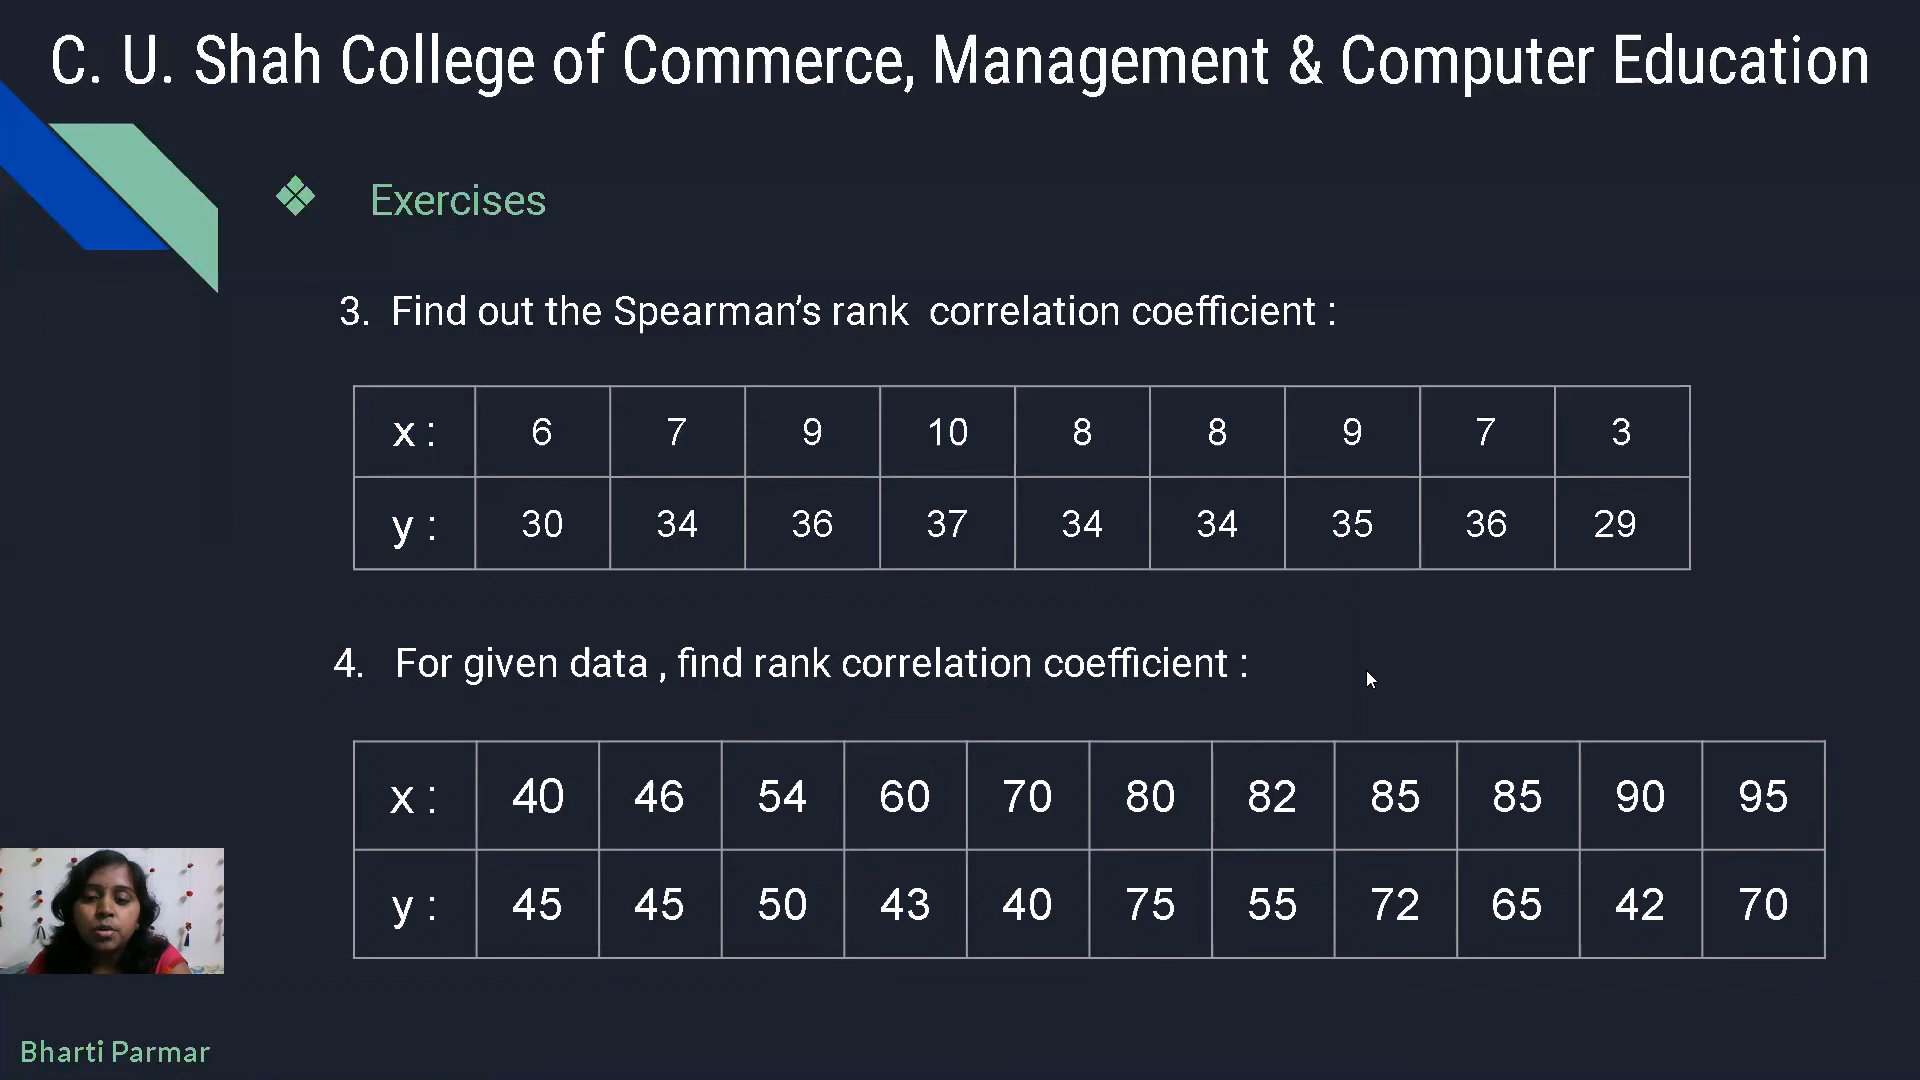 C. U. Shah College of Commerce, Management & Computer Education
❖ Exercises
3. Find out the Spearman’s rank correlation coefficient :
x : 6 7 9 10 8 8 9 7 3
y : 30 34 36 37 34 34 35 36 29
4. For given data , find rank correlation coefficient :
x : 40 46 54 60 70 80 82 85 85 90 95
y : 45 45 50 43 40 75 55 72 65 42 70
Bharti Parmar